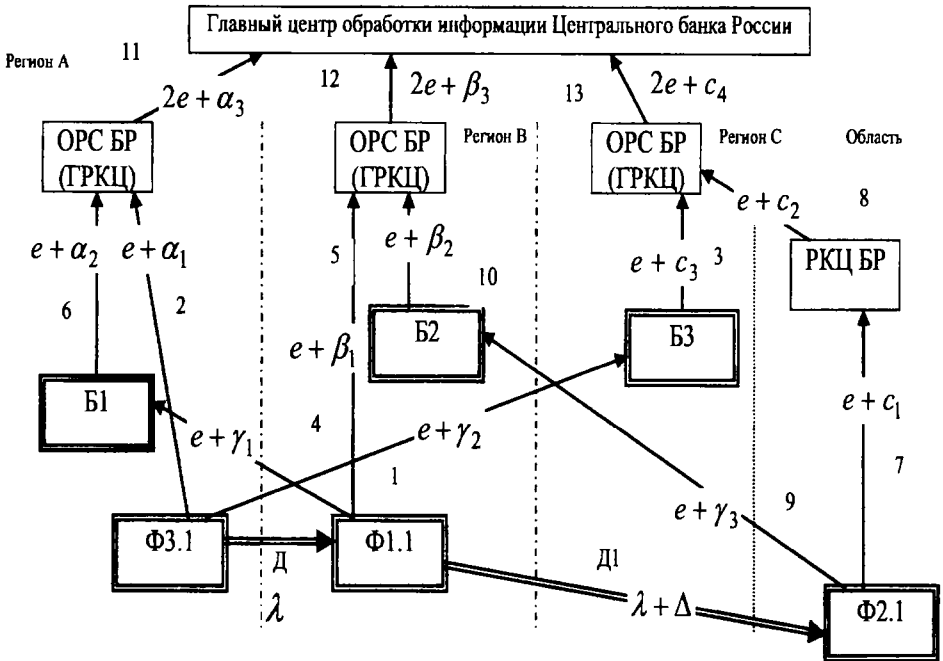 Главный центр обработки информации Центрального банка России
11
Регион А
12
13
2e + α₃
2e + β₃
2e + c₄
ОРС БР
(ГРКЦ)
ОРС БР
(ГРКЦ)
Регион В
ОРС БР
(ГРКЦ)
Регион С
Область
e + c₂
8
e + α₂
e + α₁
5
e + β₂
e + c₃
3
РКЦ БР
6
2
10
Б2
Б3
e + β₁
Б1
e + c₁
e + γ₁
4
e + γ₂
7
1
e + γ₃
9
Ф3.1
Ф1.1
Д
Д1
λ
λ + Δ
Ф2.1